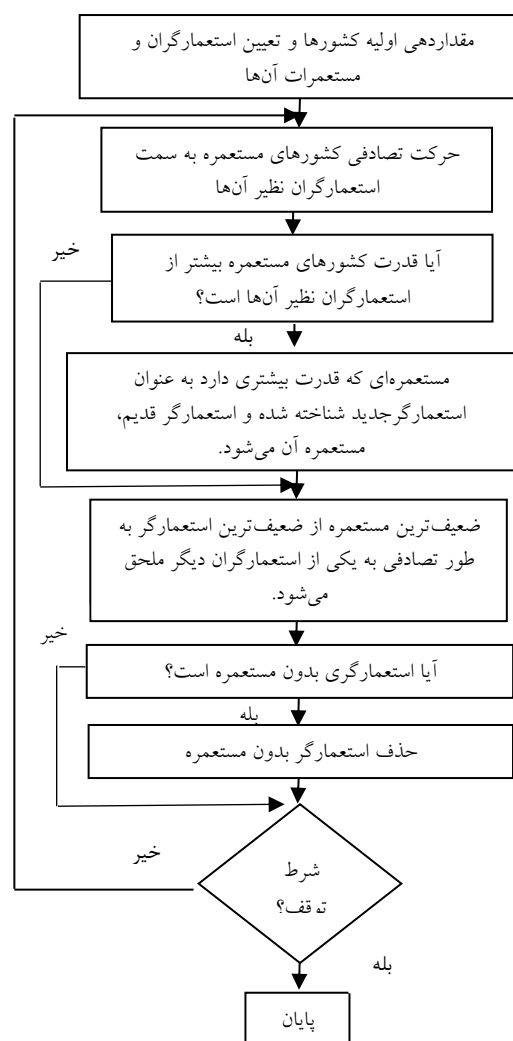 مقداردهی اولیه کشورها و تعیین استعمارگران و
مستعمرات آن‌ها
حرکت تصادفی کشورهای مستعمره به سمت
استعمارگران نظیر آن‌ها
خیر
آیا قدرت کشورهای مستعمره بیشتر از
استعمارگران نظیر آن‌ها است؟
بله
مستعمره‌ای که قدرت بیشتری دارد به عنوان
استعمارگرجدید شناخته شده و استعمارگر قدیم،
مستعمره آن می‌شود.
ضعیف‌ترین مستعمره از ضعیف‌ترین استعمارگر به
طور تصادفی به یکی از استعمارگران دیگر ملحق
می‌شود.
خیر
آیا استعمارگری بدون مستعمره است؟
بله
حذف استعمارگر بدون مستعمره
خیر
شرط
توقف؟
بله
پایان